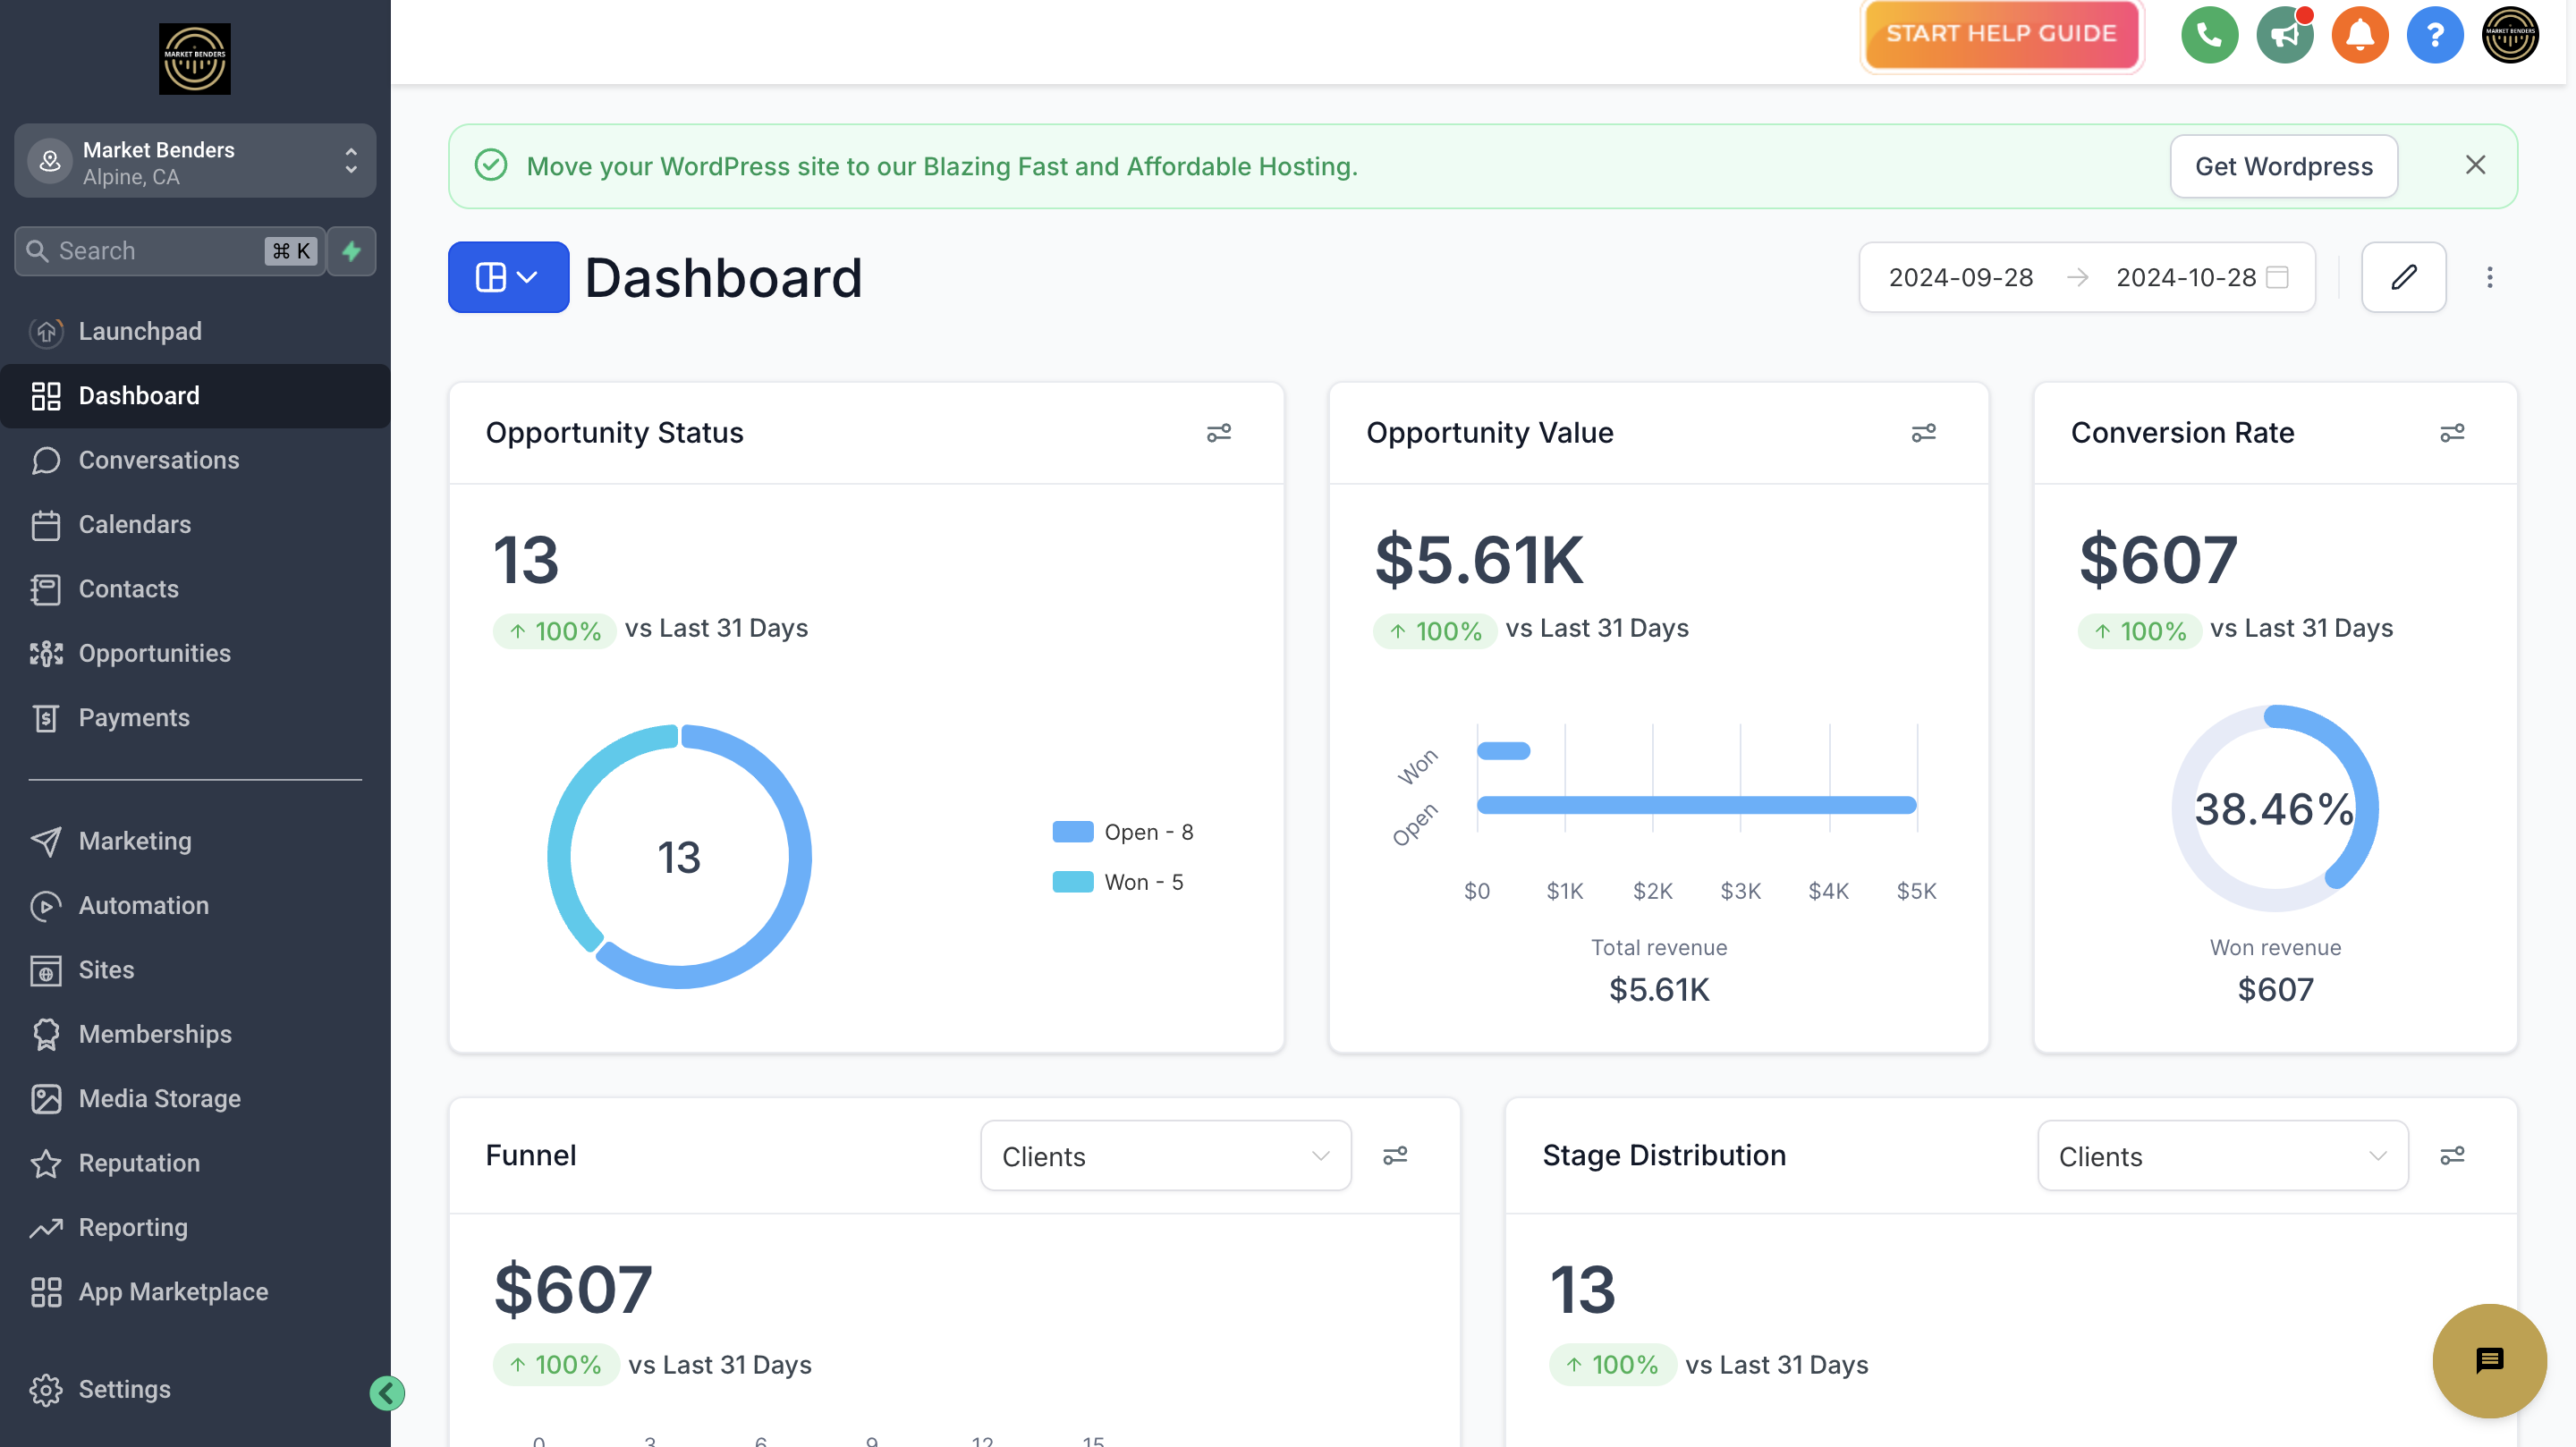 MARKET BENDERS
Market Benders
Alpine, CA
Search
⌘ K
Launchpad
Dashboard
Conversations
Calendars
Contacts
Opportunities
Payments
Marketing
Automation
Sites
Memberships
Media Storage
Reputation
Reporting
App Marketplace
Settings
START HELP GUIDE
?
MARKET BENDERS
Move your WordPress site to our Blazing Fast and Affordable Hosting.
Get Wordpress
Dashboard
2024-09-28 → 2024-10-28
Opportunity Status
13
↑ 100% vs Last 31 Days
13
Open - 8
Won - 5
Opportunity Value
$5.61K
↑ 100% vs Last 31 Days
Won
Open
$0 $1K $2K $3K $4K $5K
Total revenue
$5.61K
Conversion Rate
$607
↑ 100% vs Last 31 Days
38.46%
Won revenue
$607
Funnel
Clients
$607
↑ 100% vs Last 31 Days
0 3 6 9 12 15
Stage Distribution
Clients
13
↑ 100% vs Last 31 Days